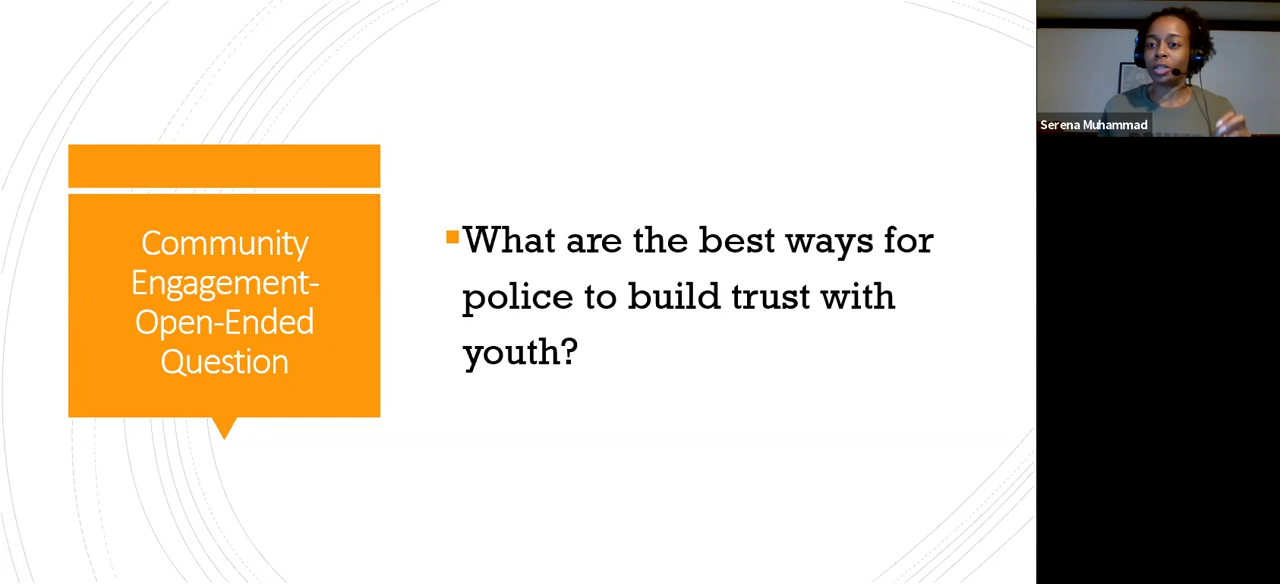 Community
Engagement-
Open-Ended
Question
What are the best ways for
police to build trust with
youth?
Serena Muhammad